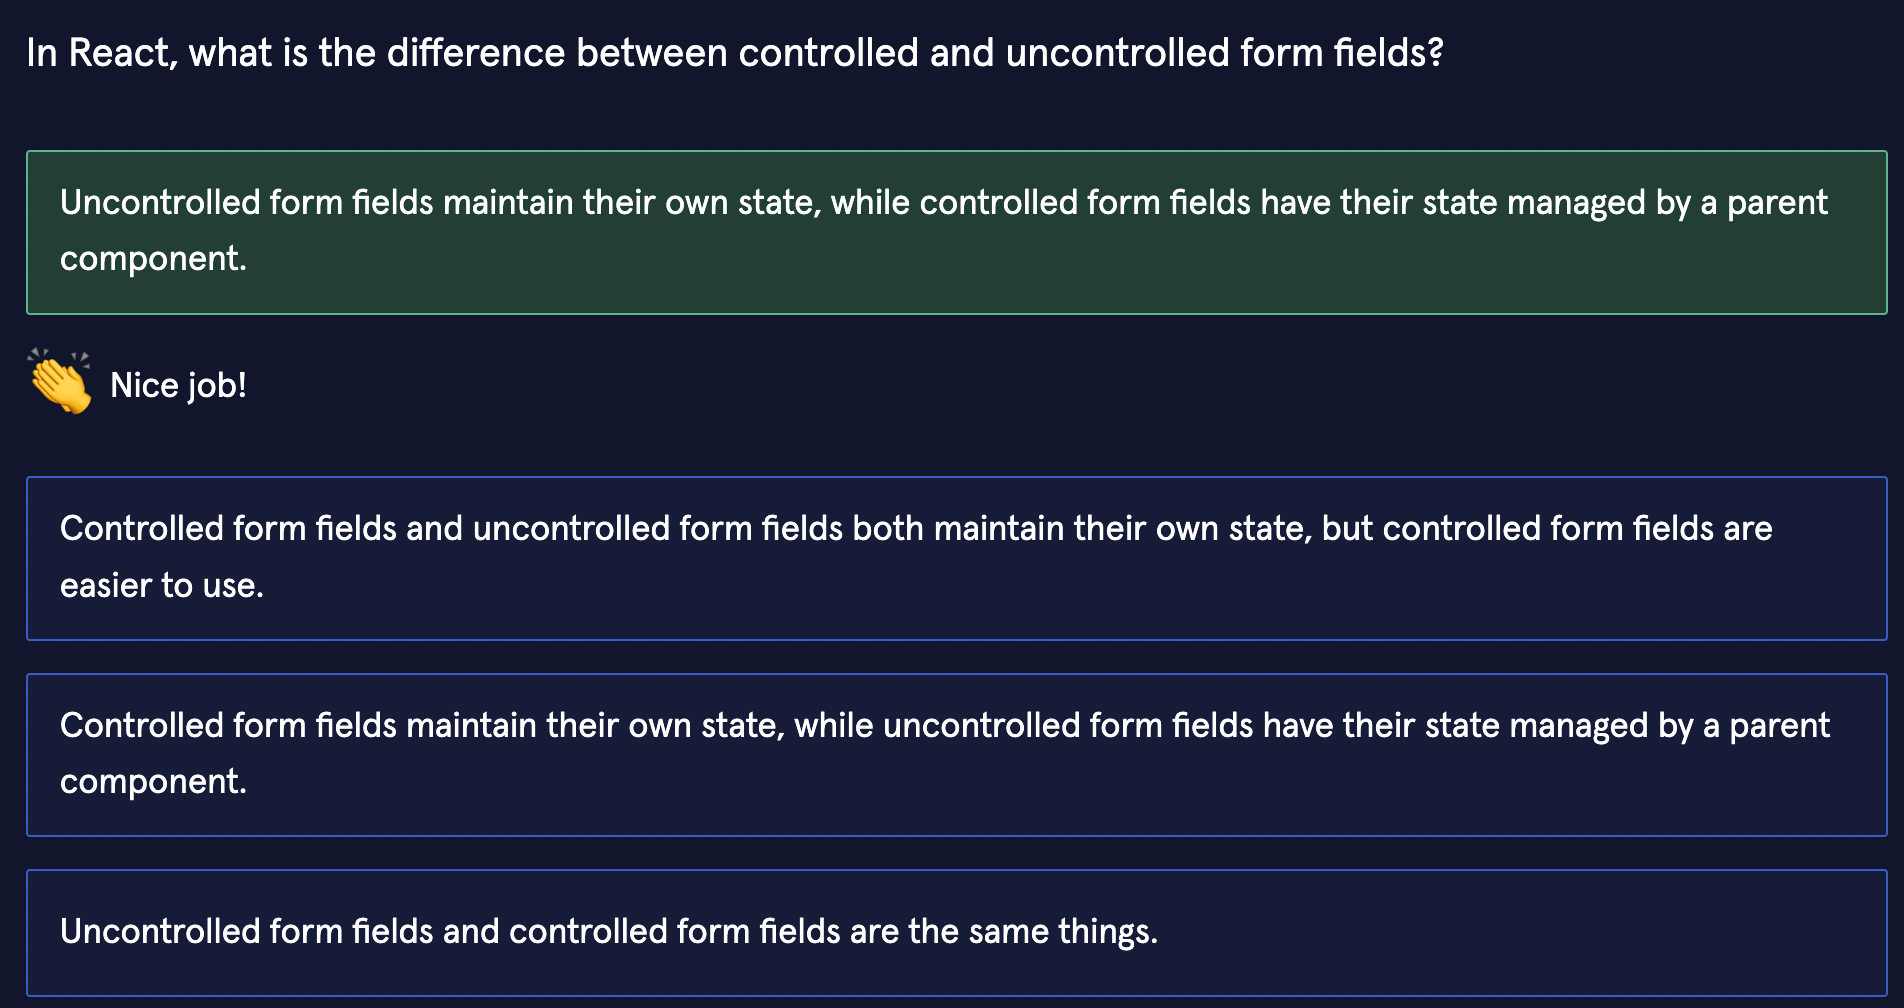 In React, what is the difference between controlled and uncontrolled form fields?
Uncontrolled form fields maintain their own state, while controlled form fields have their state managed by a parent
component.
Nice job!
Controlled form fields and uncontrolled form fields both maintain their own state, but controlled form fields are
easier to use.
Controlled form fields maintain their own state, while uncontrolled form fields have their state managed by a parent
component.
Uncontrolled form fields and controlled form fields are the same things.